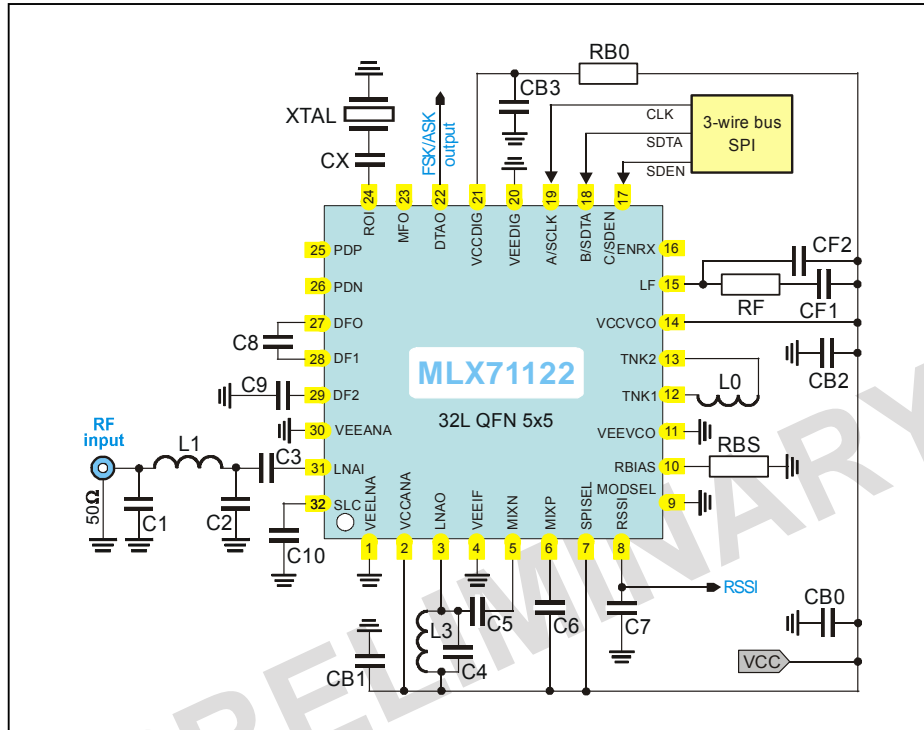 RB0
CB3
XTAL
CX
FSK/ASK
output
CLK
SDTA
SDEN
3-wire bus
SPI
24
23
22
21
20
19
18
17
ROI
MFO
DTAO
VCCDIG
VEEDIG
A/SCLK
B/SDTA
C/SDEN
25 PDP
26 PDN
27 DFO
28 DF1
29 DF2
30 VEEANA
31 LNAI
32 SLC
C8
C9
C3
RF
input
50Ω
L1
C1
C2
C10
MLX71122
32L QFN 5x5
ENRX 16
LF 15
VCCVCO 14
TNK2 13
TNK1 12
VEEVCO 11
RBIAS 10
MODSEL 9
CF2
RF
CF1
CB2
L0
RBS
VEELNA
VCCANA
LNAO
VEEIF
MIXN
MIXP
SPISEL
RSSI
1
2
3
4
5
6
7
8
RSSI
CB0
L3
C5
C4
C6
C7
CB1
VCC
PRELIMINARY